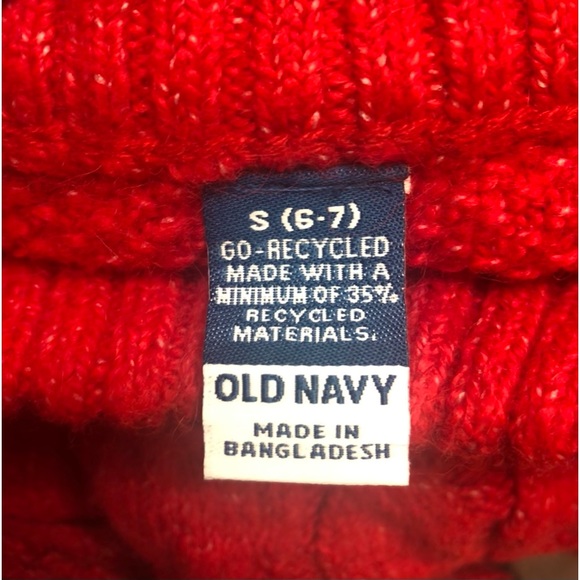 S (6-7)
GO-RECYCLED
MADE WITH A
MINIMUM OF 35%
RECYCLED
MATERIALS.
OLD NAVY
MADE IN
BANGLADESH